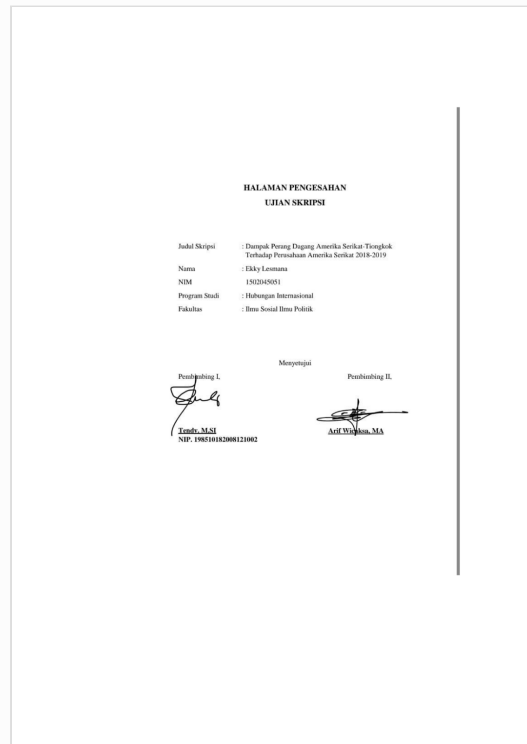 HALAMAN PENGESAHAN
UJIAN SKRIPSI
Judul Skripsi : Dampak Perang Dagang Amerika Serikat-Tiongkok
Terhadap Perusahaan Amerika Serikat 2018-2019
Nama : Ekky Lesmana
NIM 1502045051
Program Studi : Hubungan Internasional
Fakultas : Ilmu Sosial Ilmu Politik
Menyetujui
Pembimbing I, Pembimbing II,
Tendy, M.SI Arif Wicaksa, MA
NIP. 198510182008121002